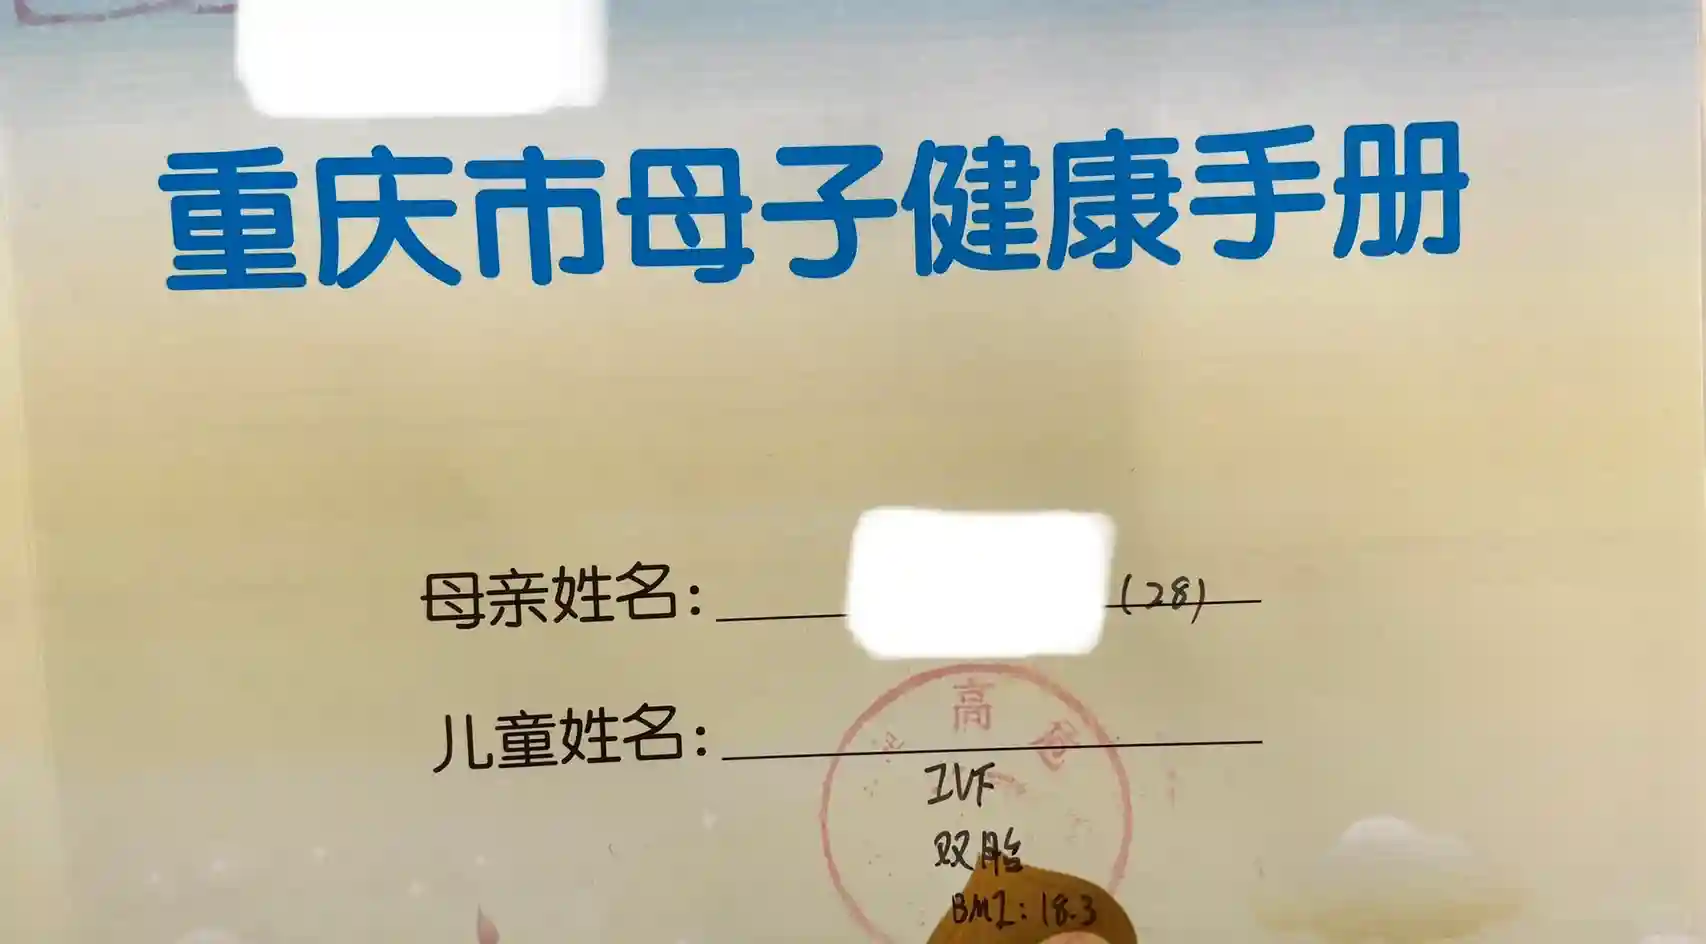 重庆市母子健康手册
母亲姓名：(28)
儿童姓名：
高危
IVF
双胎
BMI：18.3